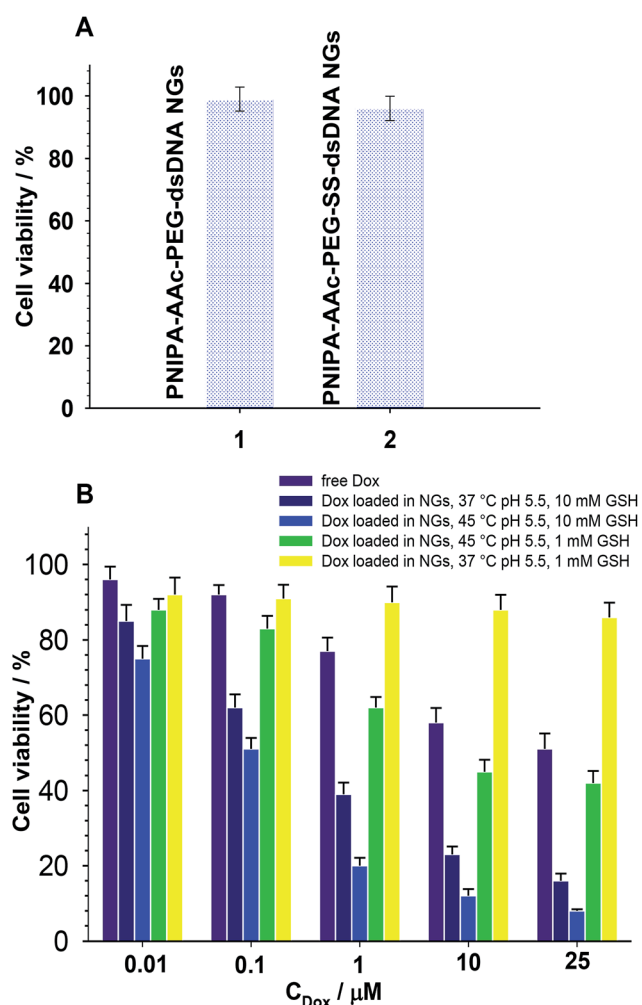 A
Cell viability / %
100
80
60
40
20
0
PNIPA-AAc-PEG-dsDNA NGs
PNIPA-AAc-PEG-SS-dsDNA NGs
1
2
B
free Dox
Dox loaded in NGs, 37 °C pH 5.5, 10 mM GSH
Dox loaded in NGs, 45 °C pH 5.5, 10 mM GSH
Dox loaded in NGs, 45 °C pH 5.5, 1 mM GSH
Dox loaded in NGs, 37 °C pH 5.5, 1 mM GSH
Cell viability / %
100
80
60
40
20
0
0.01
0.1
1
10
25
C_Dox / μM